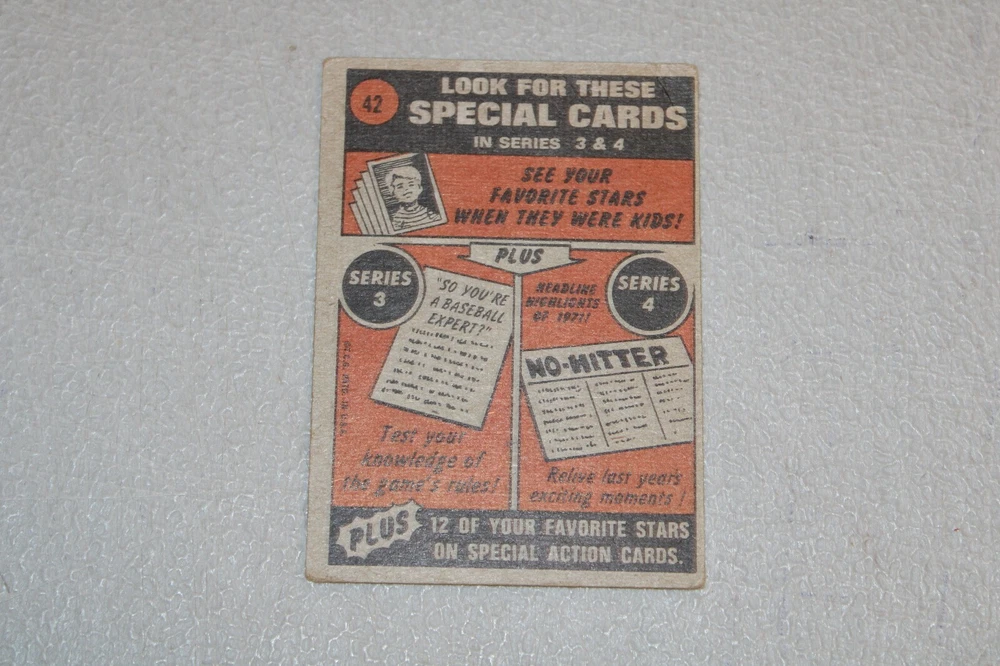 42
LOOK FOR THESE
SPECIAL CARDS
IN SERIES 3 & 4
SEE YOUR
FAVORITE STARS
WHEN THEY WERE KIDS!
PLUS
SERIES
3
"SO YOU'RE
A BASEBALL
EXPERT?"
Test your
knowledge of
the game's rules!
HEADLINE
HIGHLIGHTS
OF 1971!
SERIES
4
NO-HITTER
Relive last years
exciting moments!
PLUS
12 OF YOUR FAVORITE STARS
ON SPECIAL ACTION CARDS.